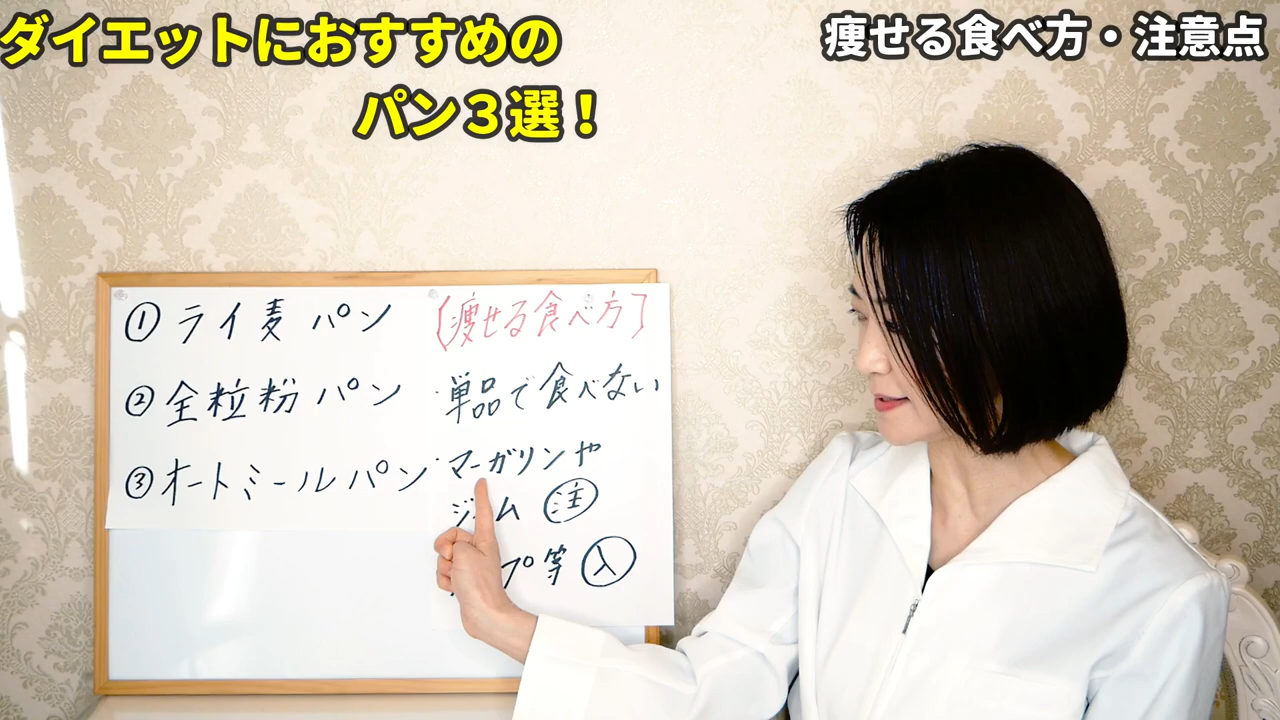 ダイエットにおすすめの
パン3選！
痩せる食べ方・注意点
① ライ麦パン
② 全粒粉パン
③ オートミールパン
[痩せる食べ方]
・単品で食べない
・マーガリンや
ム 注
プ等 入